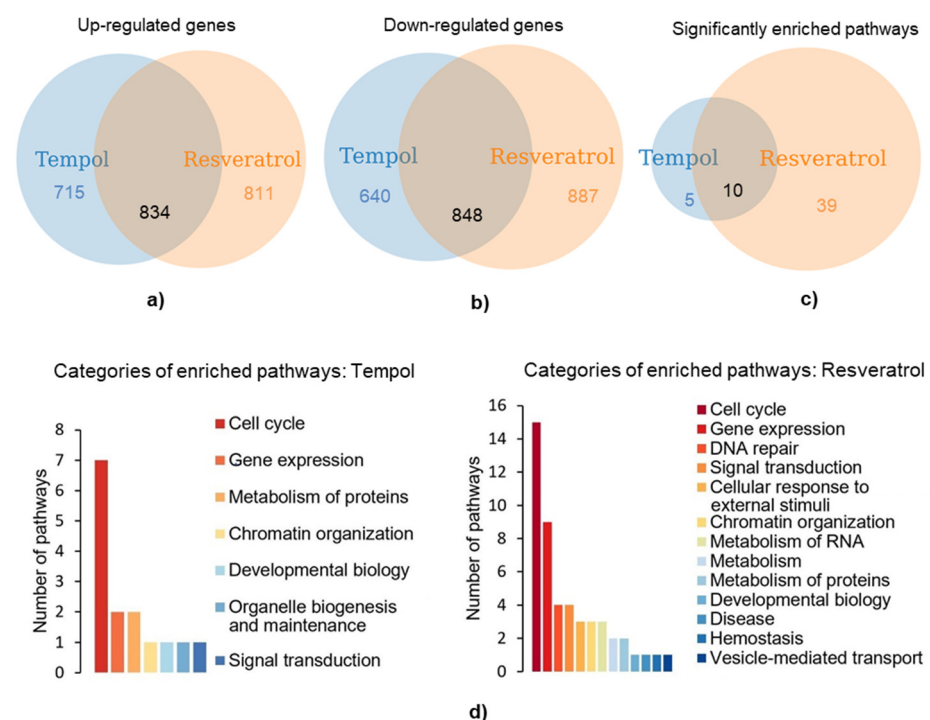 Up-regulated genes
Tempol
Resveratrol
715
834
811
a)
Down-regulated genes
Tempol
Resveratrol
640
848
887
b)
Significantly enriched pathways
Tempol
Resveratrol
5
10
39
c)
Categories of enriched pathways: Tempol
Number of pathways
8
7
6
5
4
3
2
1
0
Cell cycle
Gene expression
Metabolism of proteins
Chromatin organization
Developmental biology
Organelle biogenesis
and maintenance
Signal transduction
Categories of enriched pathways: Resveratrol
Number of pathways
16
14
12
10
8
6
4
2
0
Cell cycle
Gene expression
DNA repair
Signal transduction
Cellular response to
external stimuli
Chromatin organization
Metabolism of RNA
Metabolism
Metabolism of proteins
Developmental biology
Disease
Hemostasis
Vesicle-mediated transport
d)